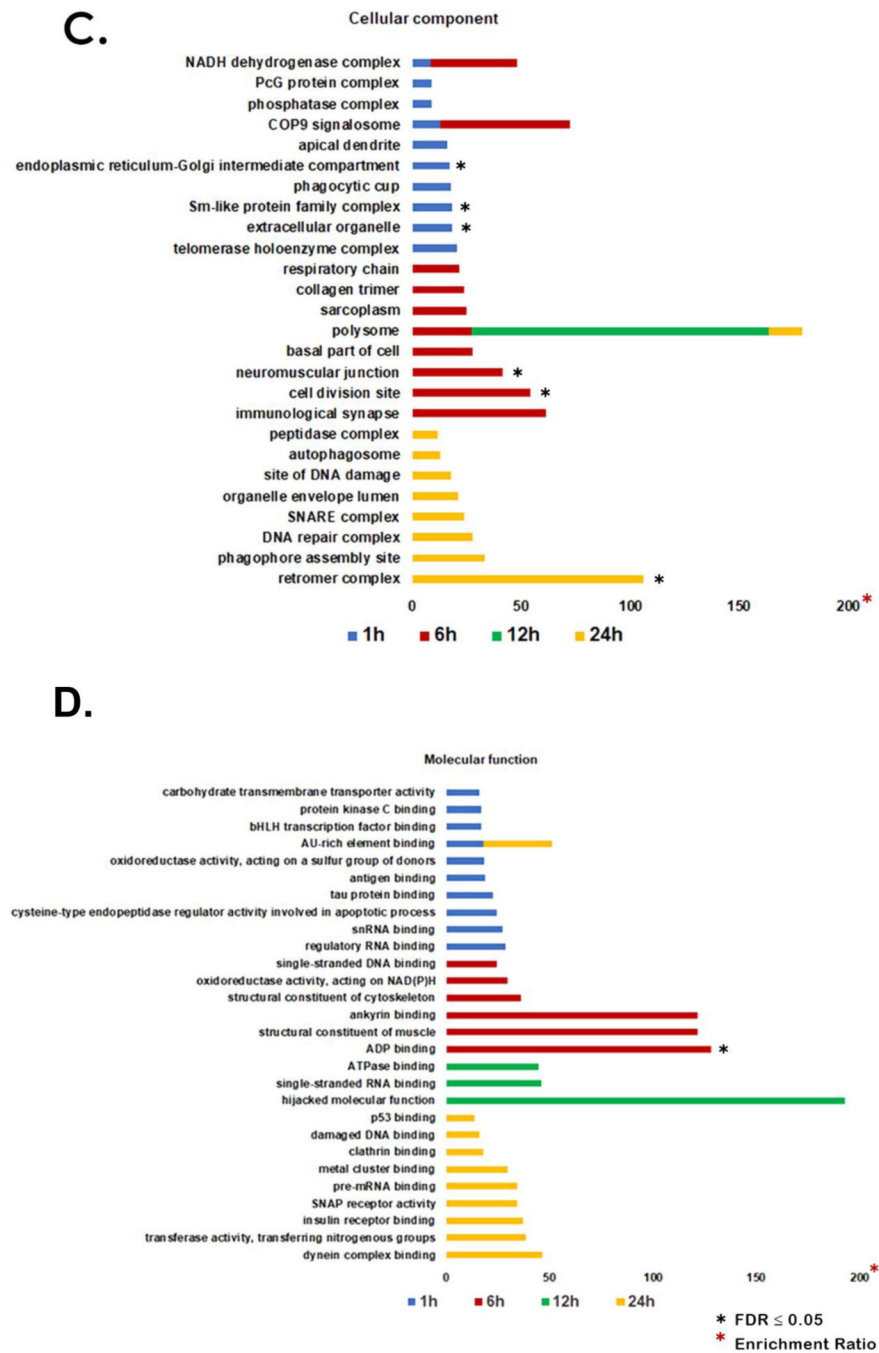 C.
Cellular component
NADH dehydrogenase complex
PcG protein complex
phosphatase complex
COP9 signalosome
apical dendrite
endoplasmic reticulum-Golgi intermediate compartment *
phagocytic cup
Sm-like protein family complex *
extracellular organelle *
telomerase holoenzyme complex
respiratory chain
collagen trimer
sarcoplasm
polysome
basal part of cell
neuromuscular junction *
cell division site *
immunological synapse
peptidase complex
autophagosome
site of DNA damage
organelle envelope lumen
SNARE complex
DNA repair complex
phagophore assembly site
retromer complex *
0 50 100 150 200 *
1h 6h 12h 24h
D.
Molecular function
carbohydrate transmembrane transporter activity
protein kinase C binding
bHLH transcription factor binding
AU-rich element binding
oxidoreductase activity, acting on a sulfur group of donors
antigen binding
tau protein binding
cysteine-type endopeptidase regulator activity involved in apoptotic process
snRNA binding
regulatory RNA binding
single-stranded DNA binding
oxidoreductase activity, acting on NAD(P)H
structural constituent of cytoskeleton
ankyrin binding
structural constituent of muscle
ADP binding *
ATPase binding
single-stranded RNA binding
hijacked molecular function
p53 binding
damaged DNA binding
clathrin binding
metal cluster binding
pre-mRNA binding
SNAP receptor activity
insulin receptor binding
transferase activity, transferring nitrogenous groups
dynein complex binding
0 50 100 150 200 *
1h 6h 12h 24h
* FDR ≤ 0.05
* Enrichment Ratio